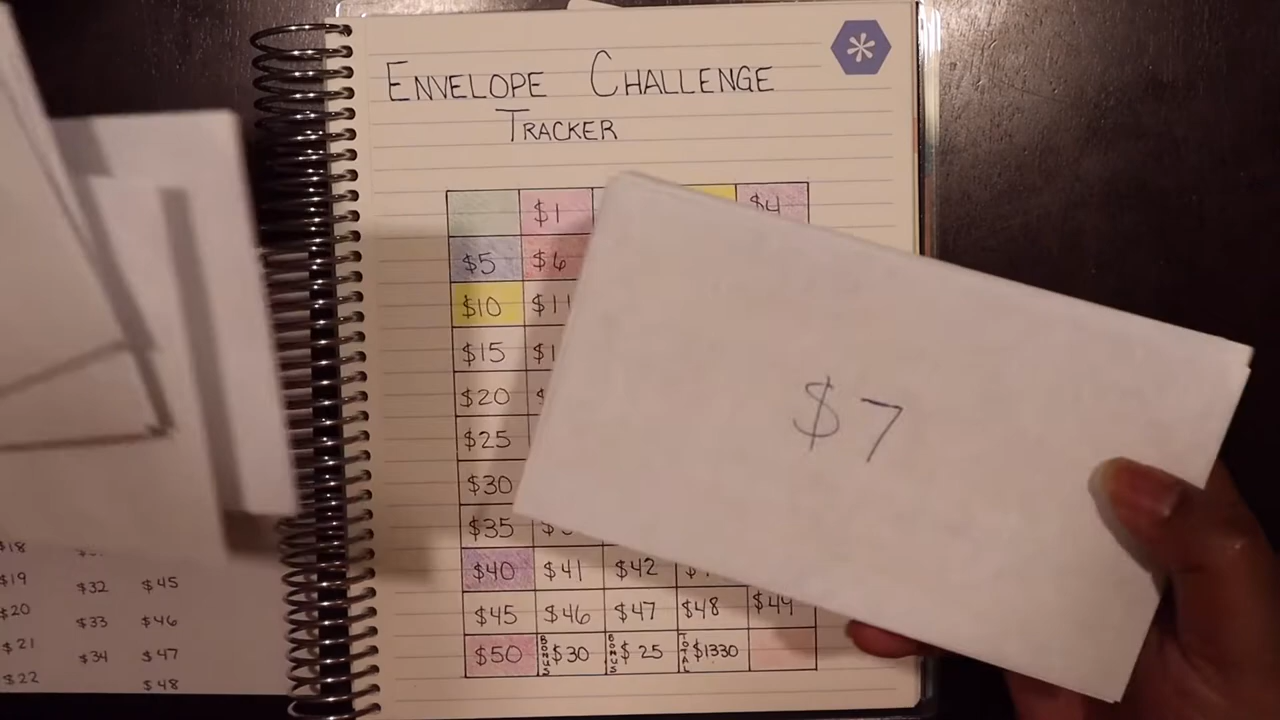 ENVELOPE CHALLENGE
TRACKER
$1 $4
$5 $6
$10 $11
$15
$20
$25
$30
$35
$40 $41 $42
$45 $46 $47 $48 $49
$50 BONUS $30 BONUS $25 TOTAL $1330
$7
$18
$19 $32 $45
$20 $33 $46
$21 $34 $47
$22 $48